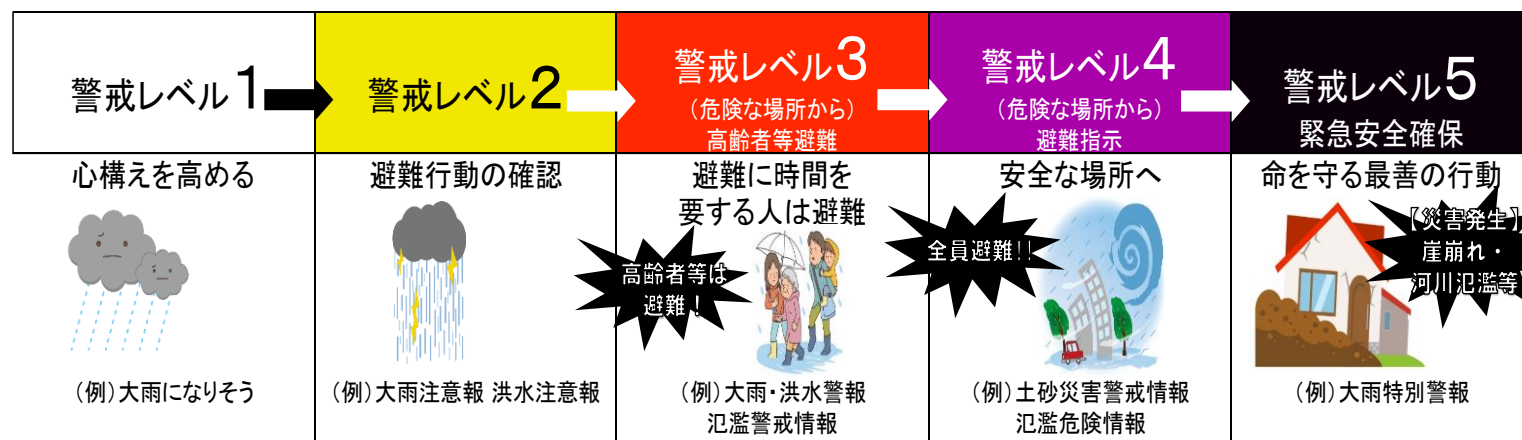 警戒レベル1
心構えを高める
(例)大雨になりそう
警戒レベル2
避難行動の確認
(例)大雨注意報 洪水注意報
警戒レベル3
(危険な場所から)
高齢者等避難
避難に時間を
要する人は避難
高齢者等は
避難!
(例)大雨・洪水警報
氾濫警戒情報
警戒レベル4
(危険な場所から)
避難指示
安全な場所へ
全員避難!!
(例)土砂災害警戒情報
氾濫危険情報
警戒レベル5
緊急安全確保
命を守る最善の行動
【災害発生】
崖崩れ・
河川氾濫等
(例)大雨特別警報